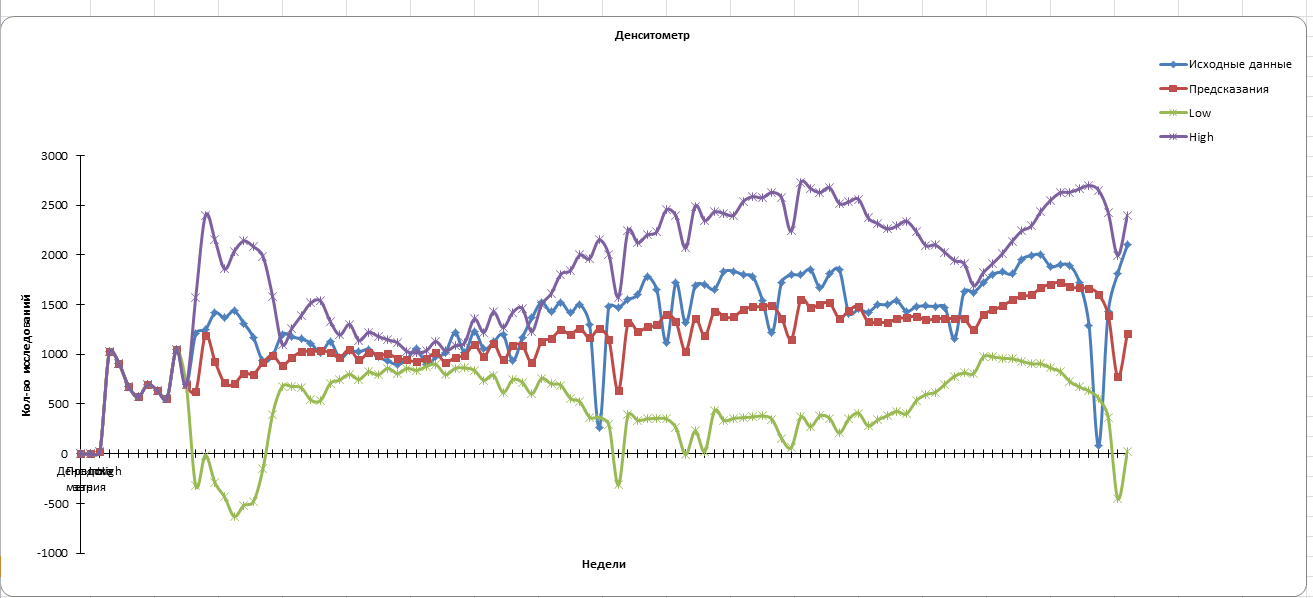 Денситометр
Исходные данные
Предсказания
Low
High
3000
2500
2000
1500
1000
500
0
-500
-1000
Кол-во исследований
High
Недели